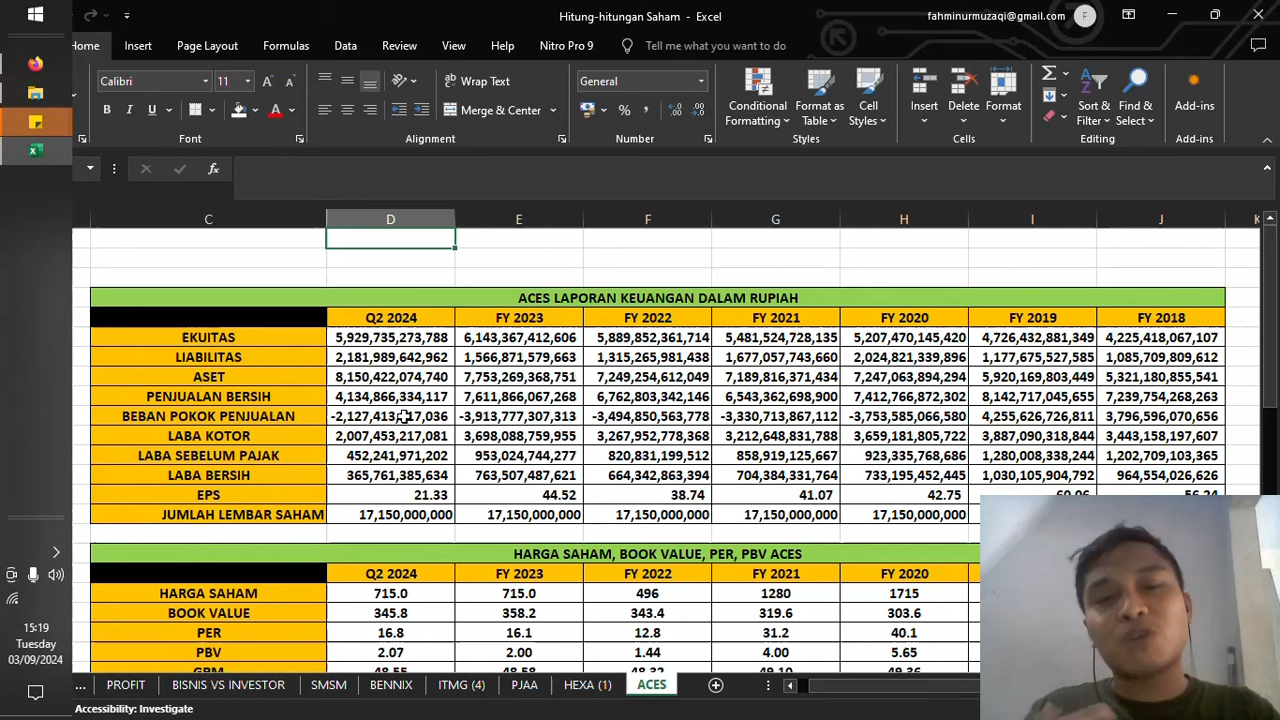 Hitung-hitungan Saham - Excel
fahminurmuzaqi@gmail.com F
Home Insert Page Layout Formulas Data Review View Help Nitro Pro 9 Tell me what you want to do
Calibri 11 Wrap Text General
B I U Merge & Center Conditional Formatting Format as Table Cell Styles Insert Delete Format Sort & Filter Find & Select Add-ins
Font Alignment Number Styles Cells Editing Add-ins
fx
C D E F G H I J K
ACES LAPORAN KEUANGAN DALAM RUPIAH
Q2 2024 FY 2023 FY 2022 FY 2021 FY 2020 FY 2019 FY 2018
EKUITAS 5,929,735,273,788 6,143,367,412,606 5,889,852,361,714 5,481,524,728,135 5,207,470,145,420 4,726,432,881,349 4,225,418,067,107
LIABILITAS 2,181,989,642,962 1,566,871,579,663 1,315,265,981,438 1,677,057,743,660 2,024,821,339,896 1,177,675,527,585 1,085,709,809,612
ASET 8,150,422,074,740 7,753,269,368,751 7,249,254,612,049 7,189,816,371,434 7,247,063,894,294 5,920,169,803,449 5,321,180,855,541
PENJUALAN BERSIH 4,134,866,334,117 7,611,866,067,268 6,762,803,342,146 6,543,362,698,900 7,412,766,872,302 8,142,717,045,655 7,239,754,268,263
BEBAN POKOK PENJUALAN -3,913,777,307,313 -3,494,850,563,778 -3,330,713,867,112 -3,753,585,066,580 4,255,626,726,811 3,796,596,070,656
LABA KOTOR 2,007,453,217,081 3,698,088,759,955 3,267,952,778,368 3,212,648,831,788 3,659,181,805,722 3,887,090,318,844 3,443,158,197,607
LABA SEBELUM PAJAK 452,241,971,202 953,024,744,277 820,831,199,512 858,919,125,667 923,335,768,686 1,280,008,338,244 1,202,709,103,365
LABA BERSIH 365,761,385,634 763,507,487,621 664,342,863,394 704,384,331,764 733,195,452,445 1,030,105,904,792 964,554,026,626
EPS 21.33 44.52 38.74 41.07 42.75
JUMLAH LEMBAR SAHAM 17,150,000,000 17,150,000,000 17,150,000,000 17,150,000,000 17,150,000,000
HARGA SAHAM, BOOK VALUE, PER, PBV ACES
Q2 2024 FY 2023 FY 2022 FY 2021 FY 2020
HARGA SAHAM 715.0 715.0 496 1280 1715
BOOK VALUE 345.8 358.2 343.4 319.6 303.6
PER 16.8 16.1 12.8 31.2 40.1
PBV 2.07 2.00 1.44 4.00 5.65
GPM 48.55 48.58 48.32 49.10 49.36
... PROFIT BISNIS VS INVESTOR SMSM BENNIX ITMG (4) PJAA HEXA (1) ACES
Accessibility: Investigate
15:19
Tuesday
03/09/2024